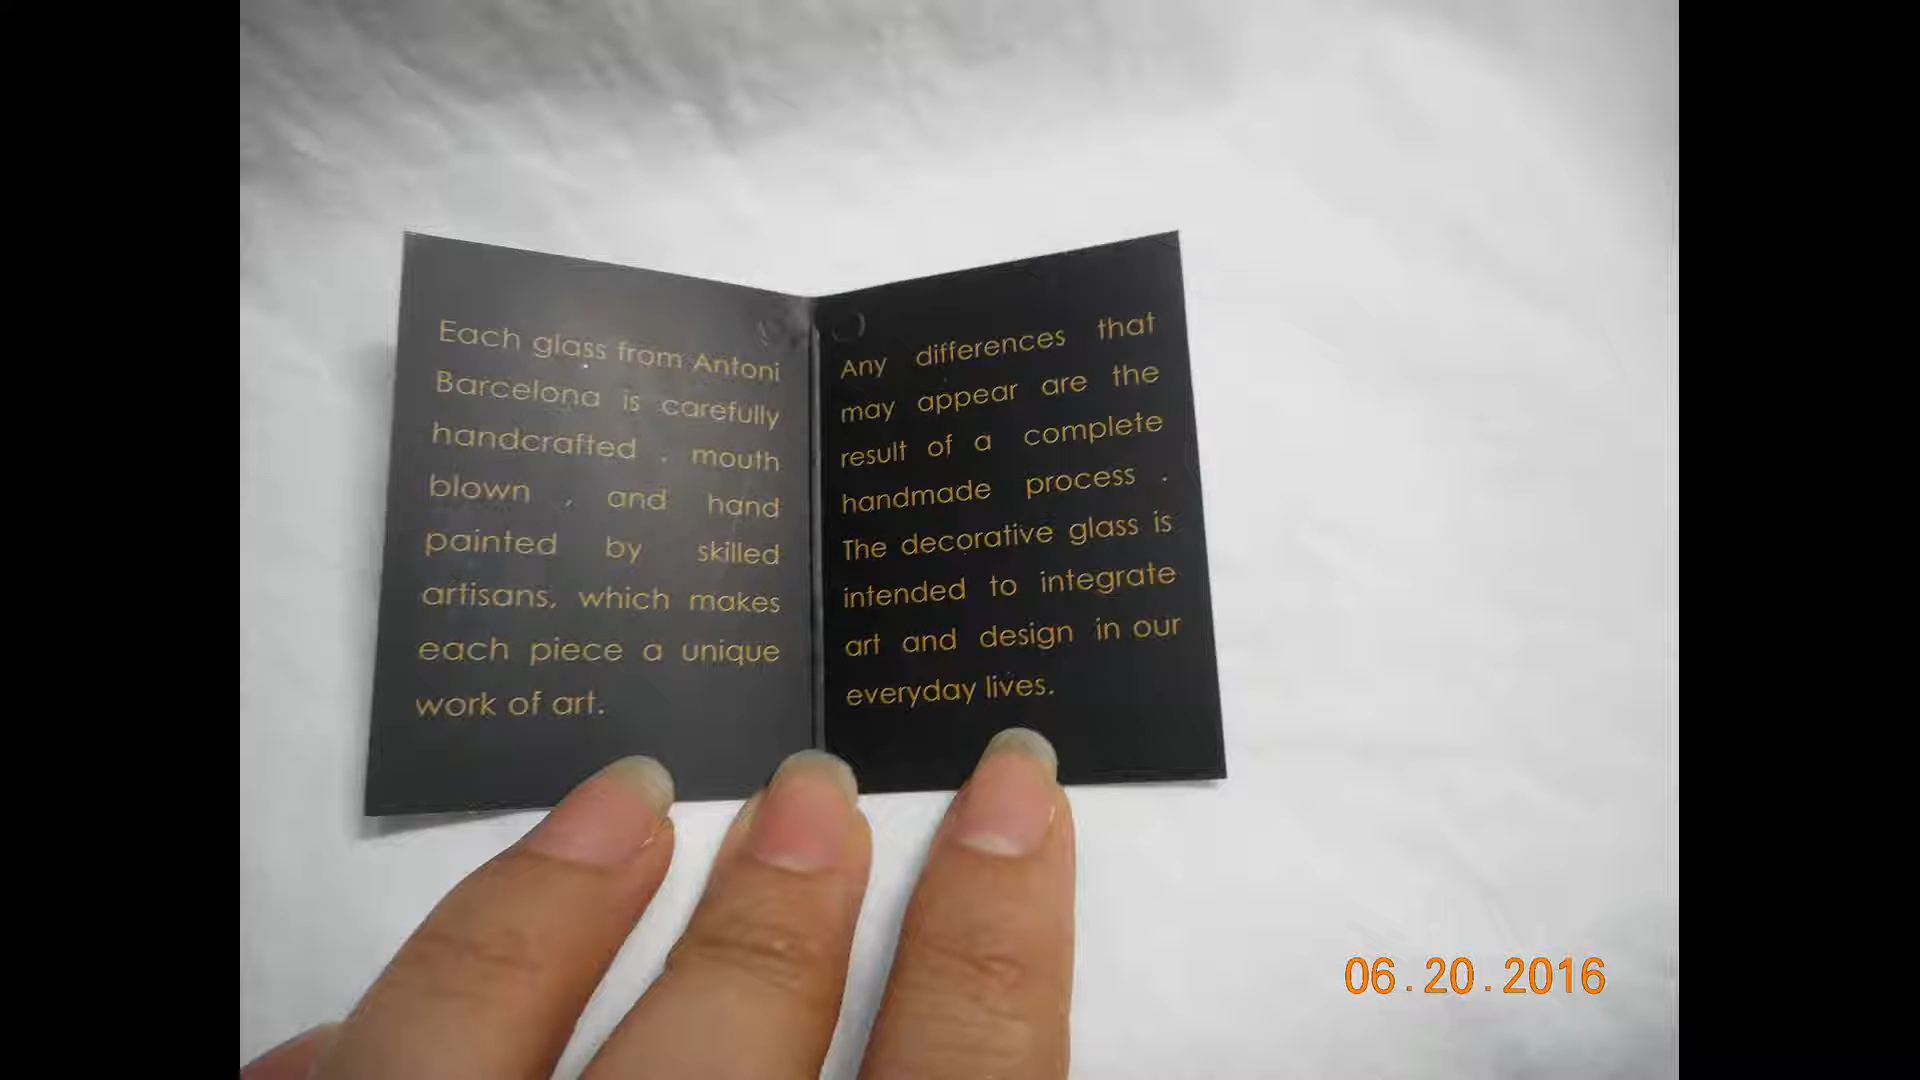 Each glass from Antoni
Barcelona is carefully
handcrafted , mouth
blown , and hand
painted by skilled
artisans, which makes
each piece a unique
work of art.
Any differences that
may appear are the
result of a complete
handmade process .
The decorative glass is
intended to integrate
art and design in our
everyday lives.
06.20.2016